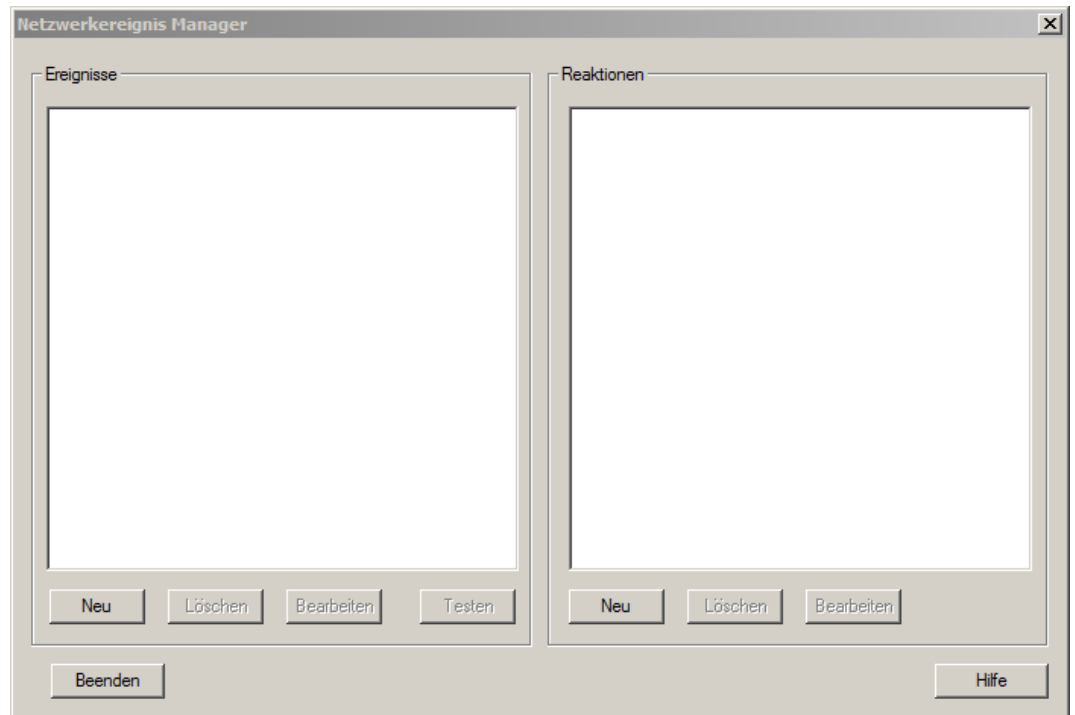 Netzwerkereignis Manager
Ereignisse
Reaktionen
Neu Löschen Bearbeiten Testen
Neu Löschen Bearbeiten
Beenden
Hilfe